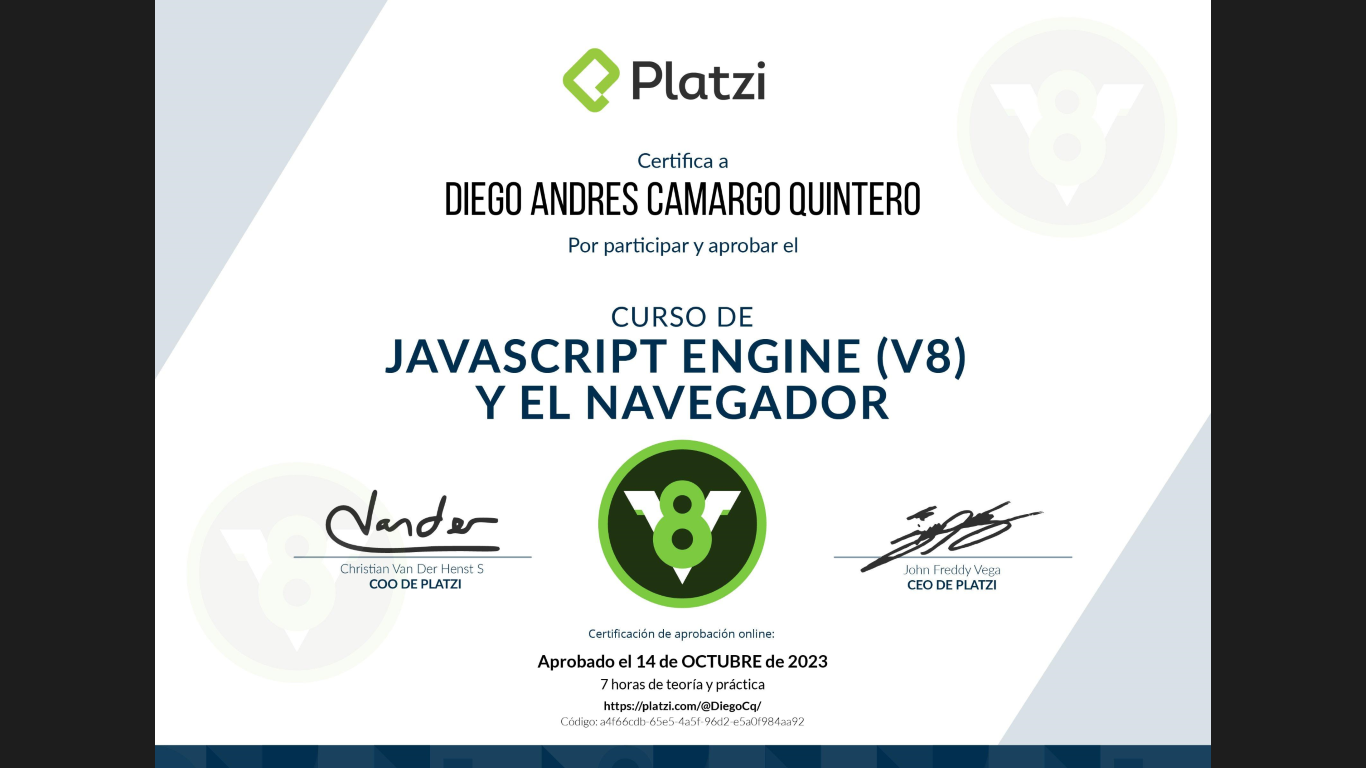 Platzi
Certifica a
DIEGO ANDRES CAMARGO QUINTERO
Por participar y aprobar el
CURSO DE
JAVASCRIPT ENGINE (V8)
Y EL NAVEGADOR
V8
Vander
Christian Van Der Henst S
COO DE PLATZI
John Freddy Vega
CEO DE PLATZI
Certificación de aprobación online:
Aprobado el 14 de OCTUBRE de 2023
7 horas de teoría y práctica
https://platzi.com/@DiegoCq/
Código: a4f66cdb-65e5-4a5f-96d2-e5a0f984aa92